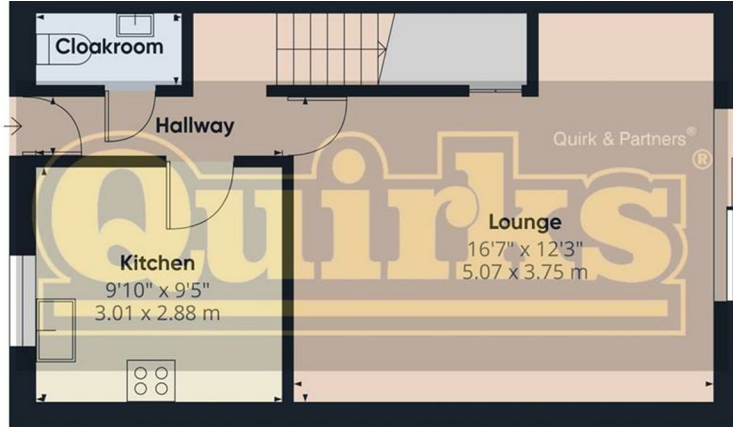 Cloakroom
Hallway
Quirk & Partners®
Quirks®
Lounge
16'7" x 12'3"
5.07 x 3.75 m
Kitchen
9'10" x 9'5"
3.01 x 2.88 m